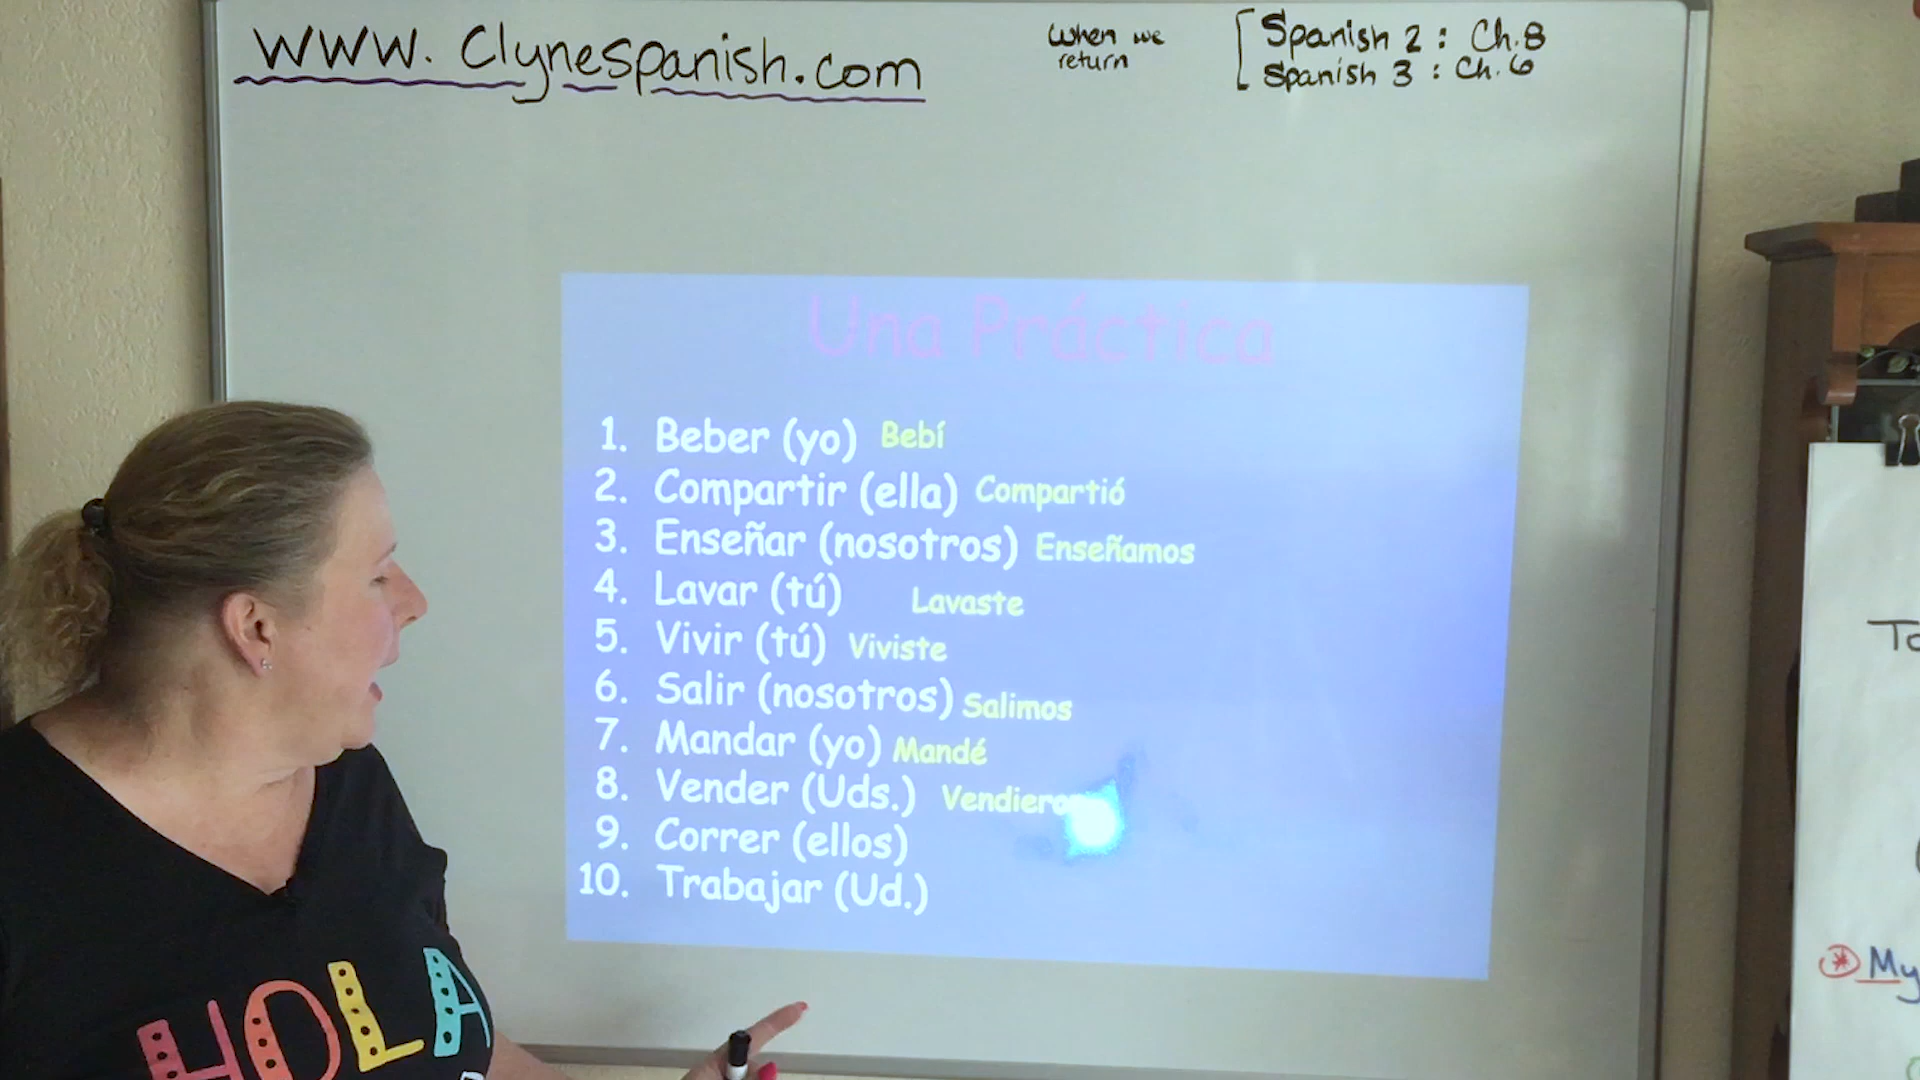 www.Clynespanish.com
When we
return
Spanish 2: Ch.8
Spanish 3: Ch.6
Una Práctica
1. Beber (yo) Bebí
2. Compartir (ella) Compartió
3. Enseñar (nosotros) Enseñamos
4. Lavar (tú) Lavaste
5. Vivir (tú) Viviste
6. Salir (nosotros) Salimos
7. Mandar (yo) Mandé
8. Vender (Uds.) Vendieron
9. Correr (ellos)
10. Trabajar (Ud.)
HOLA
My